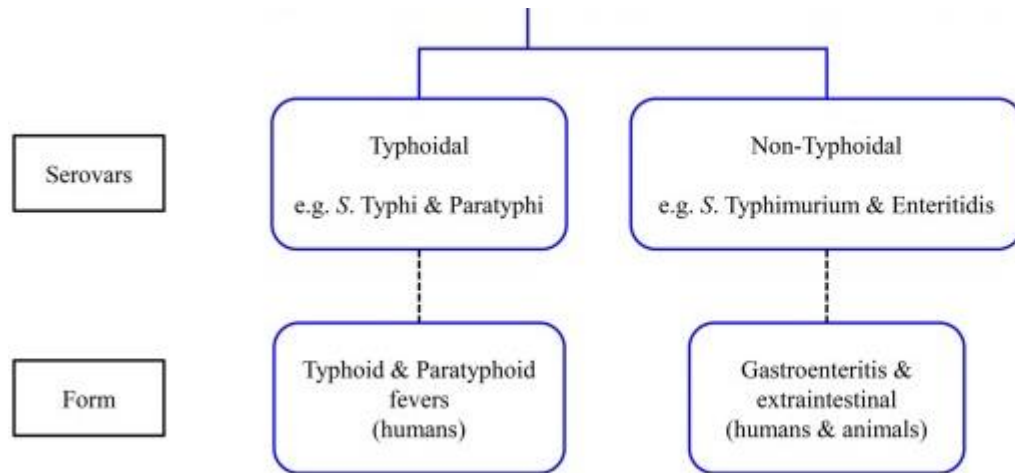 Serovars
Typhoidal
e.g. S. Typhi & Paratyphi
Non-Typhoidal
e.g. S. Typhimurium & Enteritidis
Form
Typhoid & Paratyphoid
fevers
(humans)
Gastroenteritis &
extraintestinal
(humans & animals)